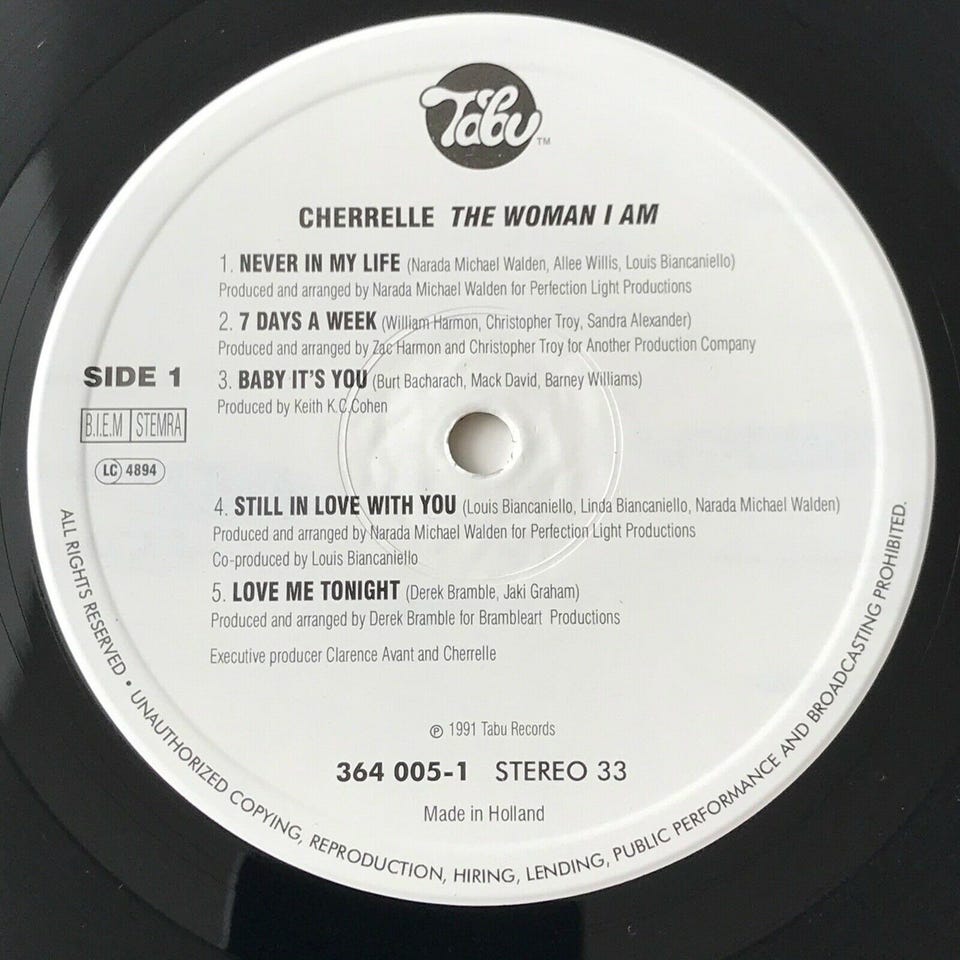 Tabu TM
CHERRELLE THE WOMAN I AM
1. NEVER IN MY LIFE (Narada Michael Walden, Allee Willis, Louis Biancaniello)
Produced and arranged by Narada Michael Walden for Perfection Light Productions
2. 7 DAYS A WEEK (William Harmon, Christopher Troy, Sandra Alexander)
Produced and arranged by Zac Harmon and Christopher Troy for Another Production Company
SIDE 1
3. BABY IT'S YOU (Burt Bacharach, Mack David, Barney Williams)
Produced by Keith K.C.Cohen
B.I.E.M STEMRA
LC 4894
4. STILL IN LOVE WITH YOU (Louis Biancaniello, Linda Biancaniello, Narada Michael Walden)
Produced and arranged by Narada Michael Walden for Perfection Light Productions
Co-produced by Louis Biancaniello
5. LOVE ME TONIGHT (Derek Bramble, Jaki Graham)
Produced and arranged by Derek Bramble for Brambleart Productions
Executive producer Clarence Avant and Cherrelle
℗ 1991 Tabu Records
364 005-1 STEREO 33
Made in Holland
ALL RIGHTS RESERVED • UNAUTHORIZED COPYING, REPRODUCTION, HIRING, LENDING, PUBLIC PERFORMANCE AND BROADCASTING PROHIBITED.